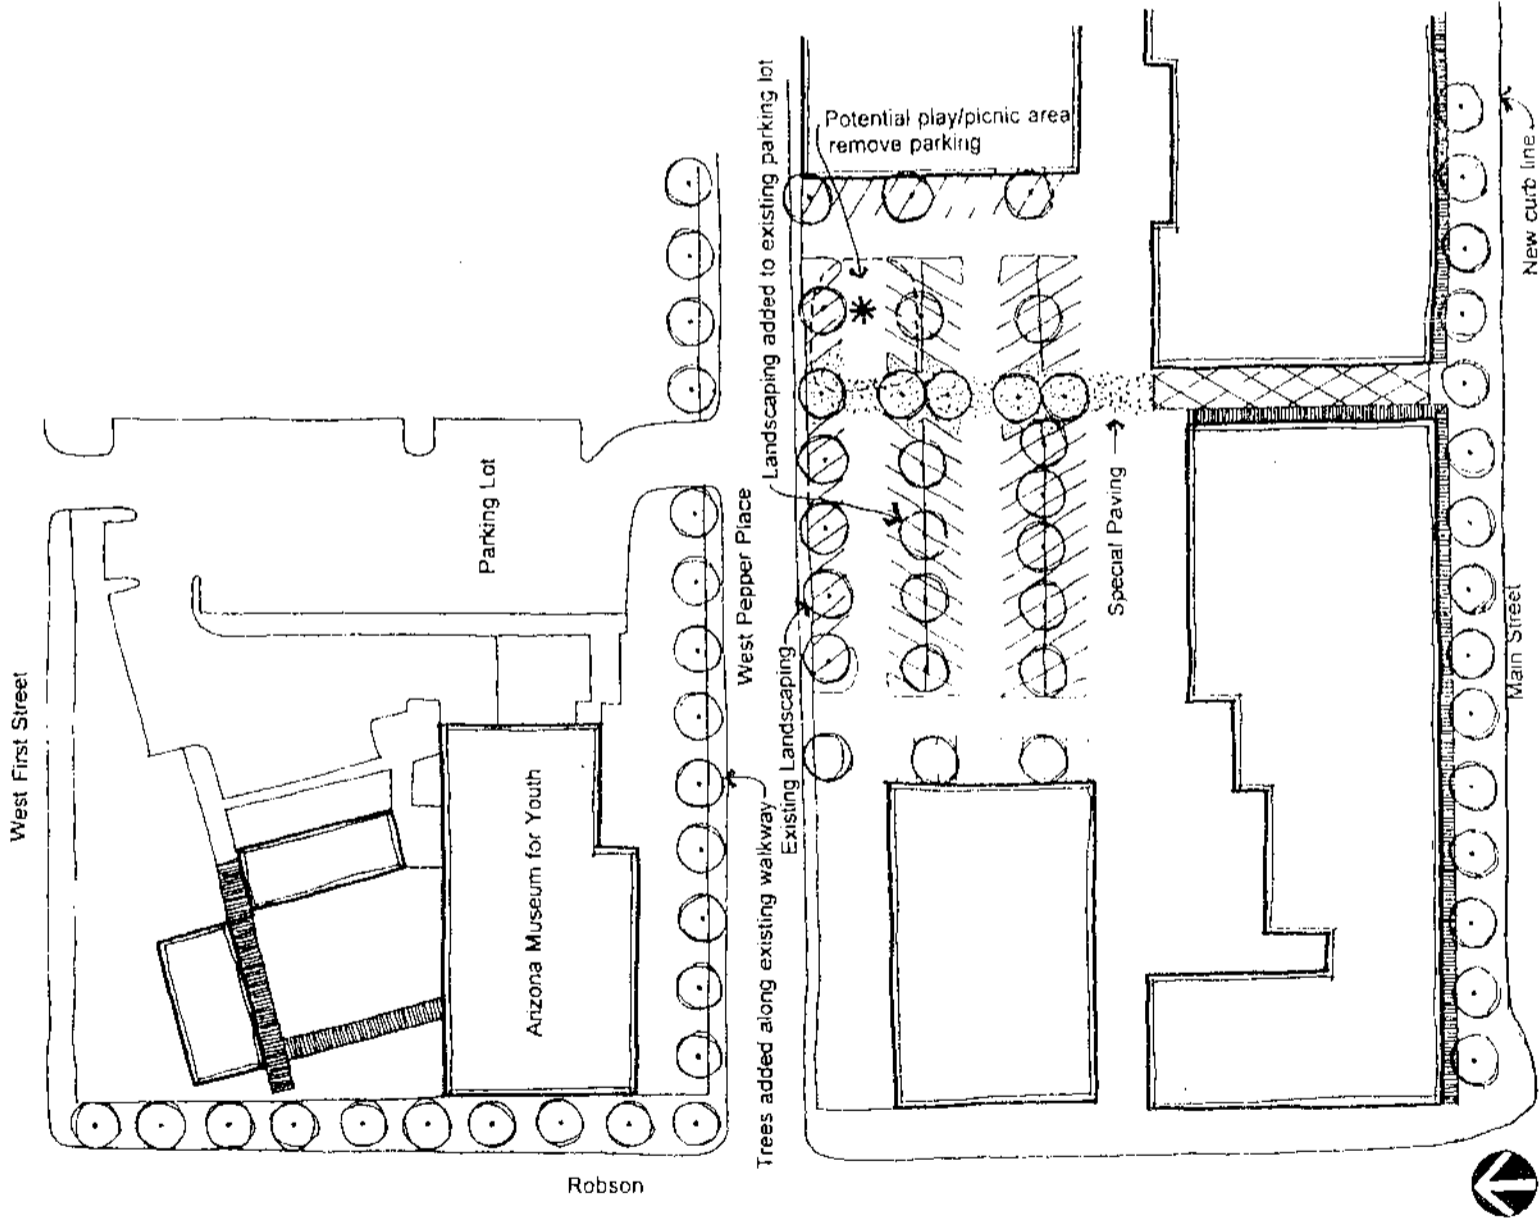 West First Street
Parking Lot
Arizona Museum for Youth
Robson
West Pepper Place
Trees added along existing walkway
Existing Landscaping
Landscaping added to existing parking lot
Potential play/picnic area
remove parking
Special Paving
Main Street
New curb line